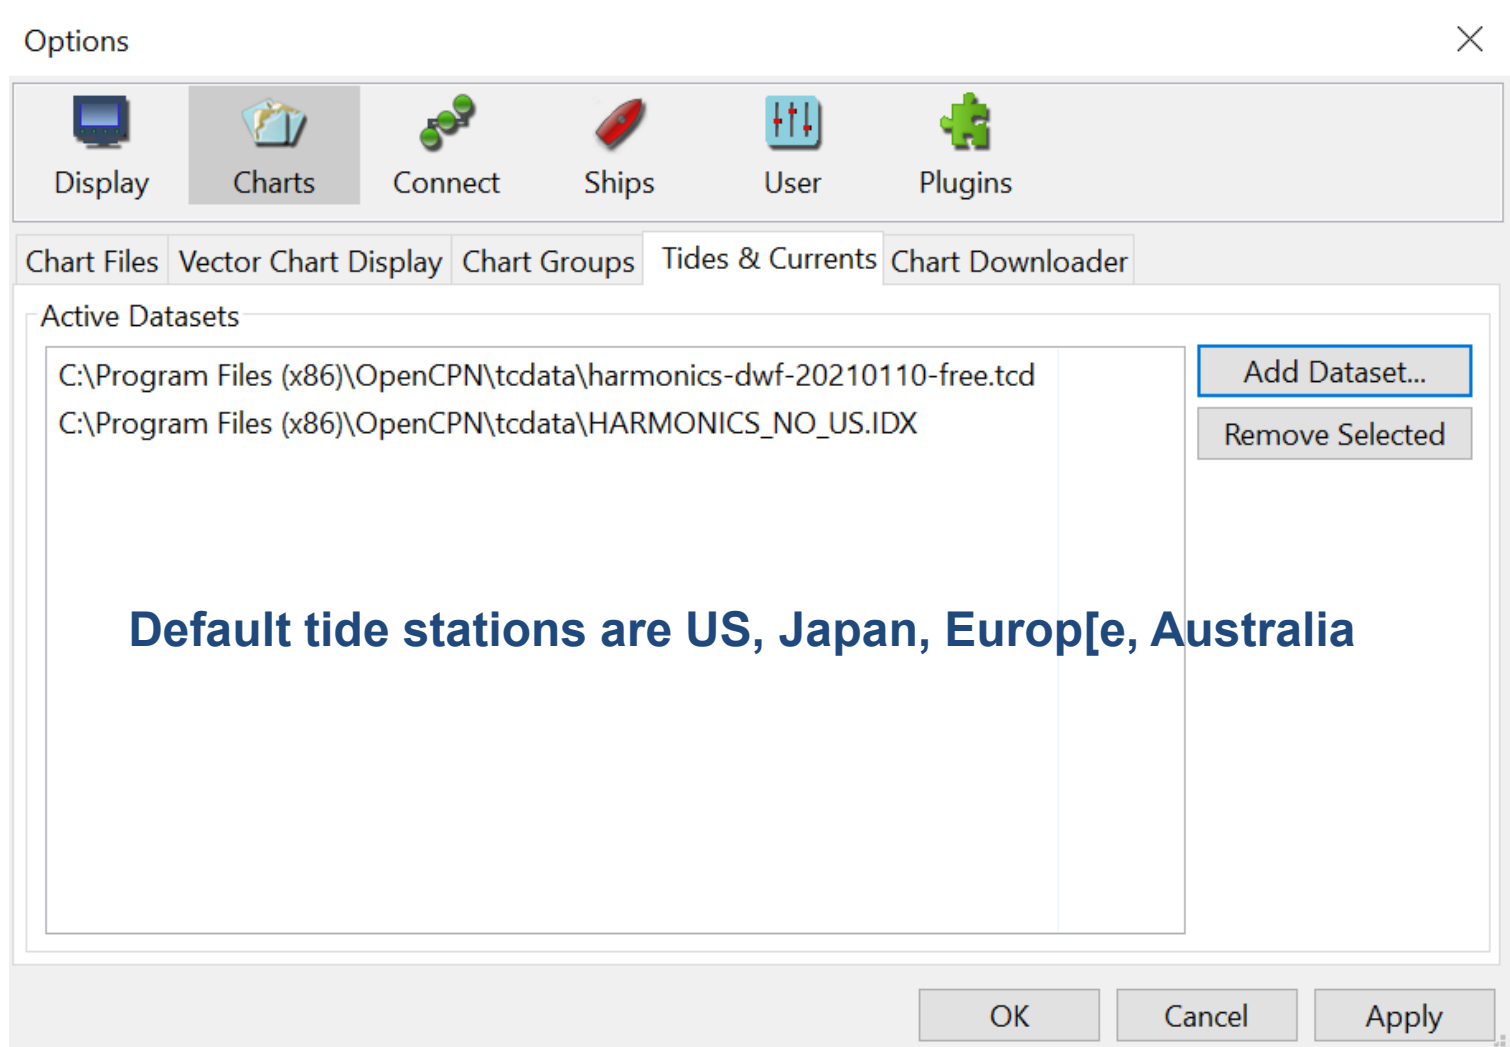 Options
Display Charts Connect Ships User Plugins
Chart Files Vector Chart Display Chart Groups Tides & Currents Chart Downloader
Active Datasets
C:\Program Files (x86)\OpenCPN\tcdata\harmonics-dwf-20210110-free.tcd
Add Dataset...
C:\Program Files (x86)\OpenCPN\tcdata\HARMONICS_NO_US.IDX
Remove Selected
Default tide stations are US, Japan, Europ[e, Australia
OK Cancel Apply